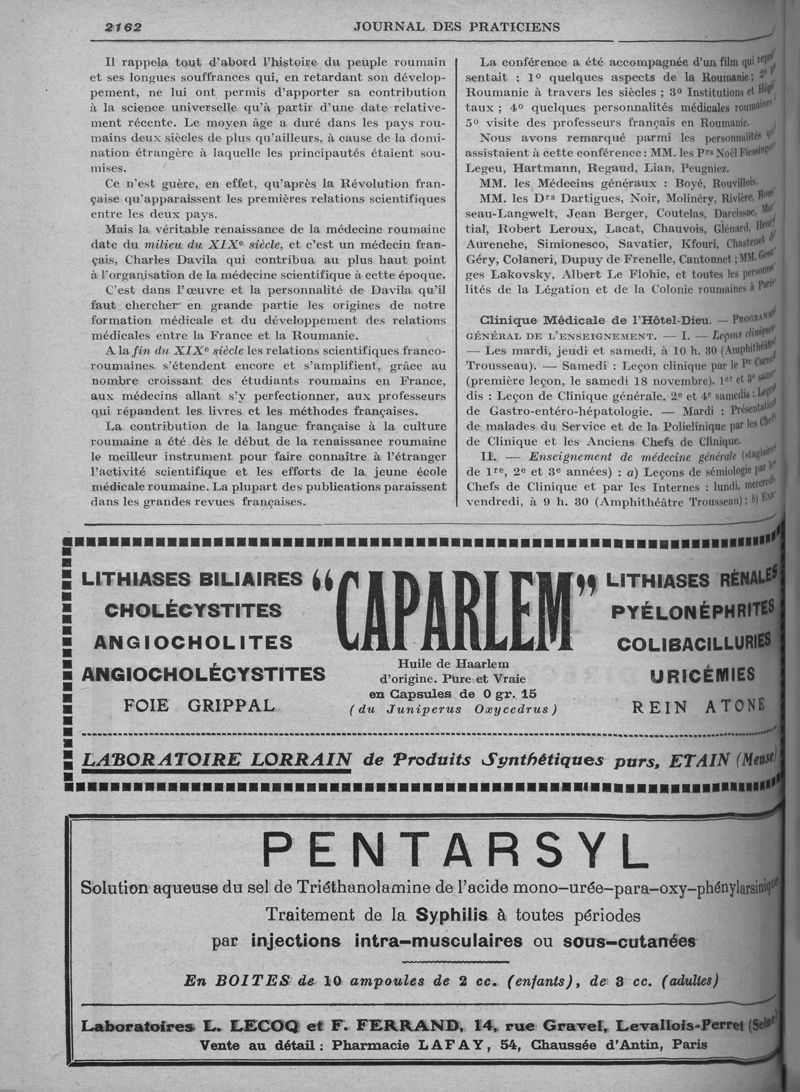 2162
JOURNAL DES PRATICIENS
Il rappela tout d'abord l'histoire du peuple roumain
et ses longues souffrances qui, en retardant son dévelop-
pement, ne lui ont permis d'apporter sa contribution
à la science universelle qu'à partir d'une date relative-
ment récente. Le moyen âge a duré dans les pays rou-
mains deux siècles de plus qu'ailleurs, à cause de la domi-
nation étrangère à laquelle les principautés étaient sou-
mises.
Ce n'est guère, en effet, qu'après la Révolution fran-
çaise qu'apparaissent les premières relations scientifiques
entre les deux pays.
Mais la véritable renaissance de la médecine roumaine
date du milieu du XIXe siècle, et c'est un médecin fran-
çais, Charles Davila qui contribua au plus haut point
à l'organisation de la médecine scientifique à cette époque.
C'est dans l'œuvre et la personnalité de Davila qu'il
faut chercher en grande partie les origines de notre
formation médicale et du développement des relations
médicales entre la France et la Roumanie.
A la fin du XIXe siècle les relations scientifiques franco-
roumaines s'étendent encore et s'amplifient, grâce au
nombre croissant des étudiants roumains en France,
aux médecins allant s'y perfectionner, aux professeurs
qui répandent les livres et les méthodes françaises.
La contribution de la langue française à la culture
roumaine a été dès le début de la renaissance roumaine
le meilleur instrument pour faire connaître à l'étranger
l'activité scientifique et les efforts de la jeune école
médicale roumaine. La plupart des publications paraissent
dans les grandes revues françaises.
La conférence a été accompagnée d'un film qui repré
sentait : 1º quelques aspects de la Roumanie ; 2º
Roumanie à travers les siècles ; 3º Institutions et Hôpi
taux ; 4º quelques personnalités médicales roumaines
5º visite des professeurs français en Roumanie.
Nous avons remarqué parmi les personnalités
assistaient à cette conférence : MM. les Prs Noël Fiessinger
Legeu, Hartmann, Regaud, Lian, Peugniez.
MM. les Médecins généraux : Boyé, Rouvillois.
MM. les Drs Dartigues, Noir, Molinéry, Rivière, Rous
seau-Langwelt, Jean Berger, Coutelas, Darcissac, Mar
tial, Robert Leroux, Lacat, Chauvois, Glénard, Henri
Aurenche, Simionesco, Savatier, Kfouri, Chastenet de
Géry, Colaneri, Dupuy de Frenelle, Cantonnet ; MM. Geor
ges Lakovsky, Albert Le Flohic, et toutes les personna
lités de la Légation et de la Colonie roumaines à Paris
Clinique Médicale de l'Hôtel-Dieu. — PROGRAMME
GÉNÉRAL DE L'ENSEIGNEMENT. — I. — Leçons cliniques
— Les mardi, jeudi et samedi, à 10 h. 30 (Amphithéâtre
Trousseau). — Samedi : Leçon clinique par le Pr Carnot
(première leçon, le samedi 18 novembre). 1er et 3e same
dis : Leçon de Clinique générale. 2e et 4e samedis : Leçon
de Gastro-entéro-hépatologie. — Mardi : Présentation
de malades du Service et de la Policlinique par les Chefs
de Clinique et les Anciens Chefs de Clinique.
II. — Enseignement de médecine générale (stagiaires
de 1re, 2e et 3e années) : a) Leçons de sémiologie par les
Chefs de Clinique et par les Internes : lundi, mercredi
vendredi, à 9 h. 30 (Amphithéâtre Trousseau) ; b)
LITHIASES BILIAIRES
CHOLÉCYSTITES
ANGIOCHOLITES
ANGIOCHOLÉCYSTITES
FOIE GRIPPAL
“CAPARLEM”
Huile de Haarlem
d'origine. Pure et Vraie
en Capsules de 0 gr. 15
(du Juniperus Oxycedrus)
LITHIASES RÉNALES
PYÉLONÉPHRITES
COLIBACILLURIES
URICÉMIES
REIN ATONE
LABORATOIRE LORRAIN de Produits Synthétiques purs, ETAIN (Meuse)
PENTARSYL
Solution aqueuse du sel de Triéthanolamine de l'acide mono-urée-para-oxy-phénylarsinique
Traitement de la Syphilis à toutes périodes
par injections intra-musculaires ou sous-cutanées
En BOITES de 10 ampoules de 2 cc. (enfants), de 3 cc. (adultes)
Laboratoires L. LECOQ et F. FERRAND, 14, rue Gravel, Levallois-Perret (Seine)
Vente au détail : Pharmacie LAFAY, 54, Chaussée d'Antin, Paris